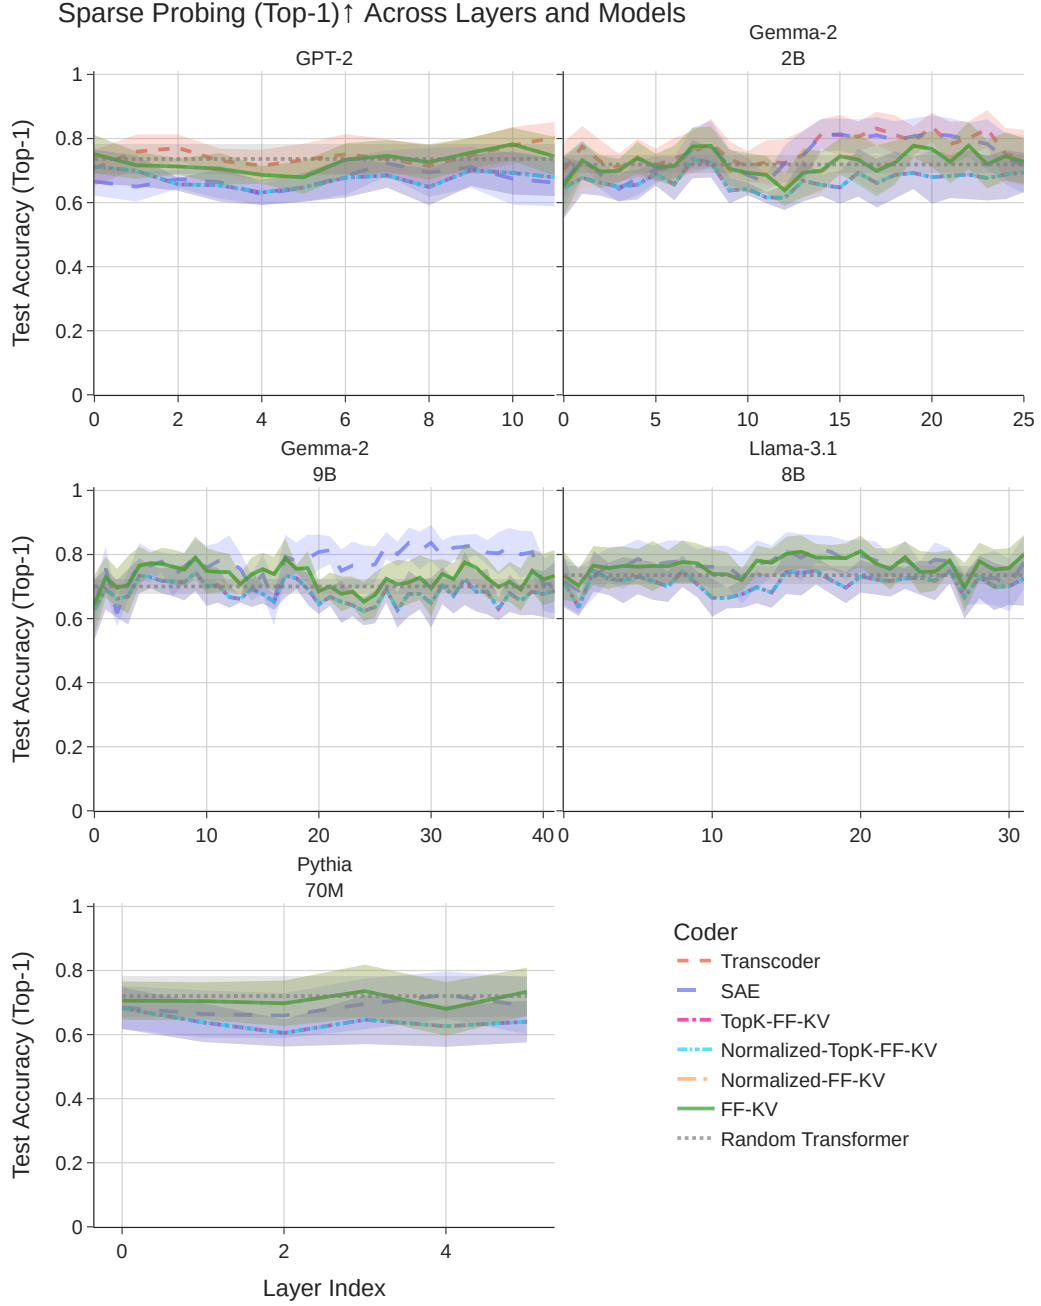 Sparse Probing (Top-1)↑ Across Layers and Models
GPT-2
Gemma-2
2B
Test Accuracy (Top-1)
1
0.8
0.6
0.4
0.2
0
0 2 4 6 8 10
0 5 10 15 20 25
Gemma-2
9B
Llama-3.1
8B
Test Accuracy (Top-1)
1
0.8
0.6
0.4
0.2
0
0 10 20 30 40
0 10 20 30
Pythia
70M
Test Accuracy (Top-1)
1
0.8
0.6
0.4
0.2
0
0 2 4
Layer Index
Coder
Transcoder
SAE
TopK-FF-KV
Normalized-TopK-FF-KV
Normalized-FF-KV
FF-KV
Random Transformer